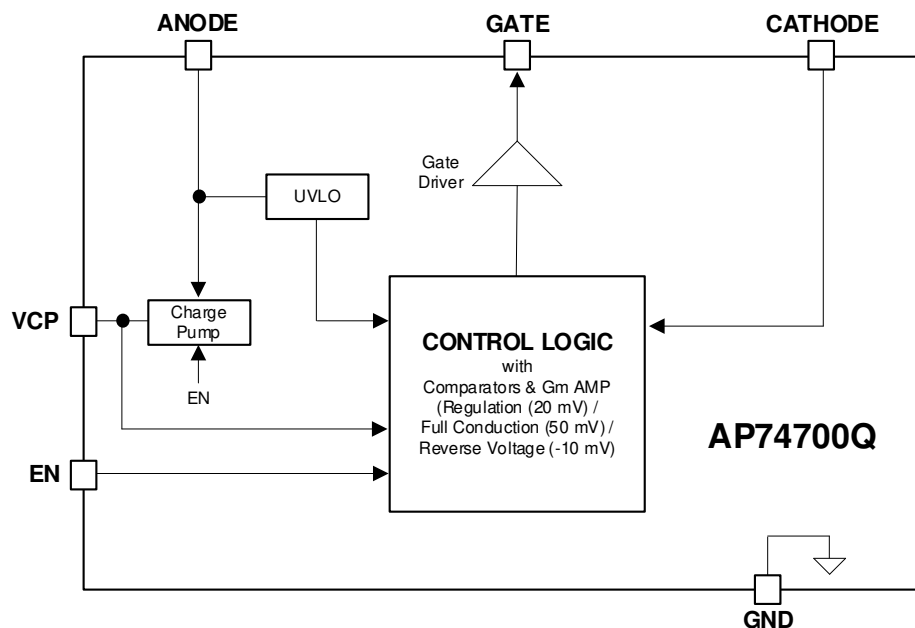 ANODE
GATE
CATHODE
Gate
Driver
UVLO
VCP
Charge
Pump
EN
CONTROL LOGIC
with
Comparators & Gm AMP
(Regulation (20 mV) /
Full Conduction (50 mV) /
Reverse Voltage (-10 mV)
AP74700Q
EN
GND